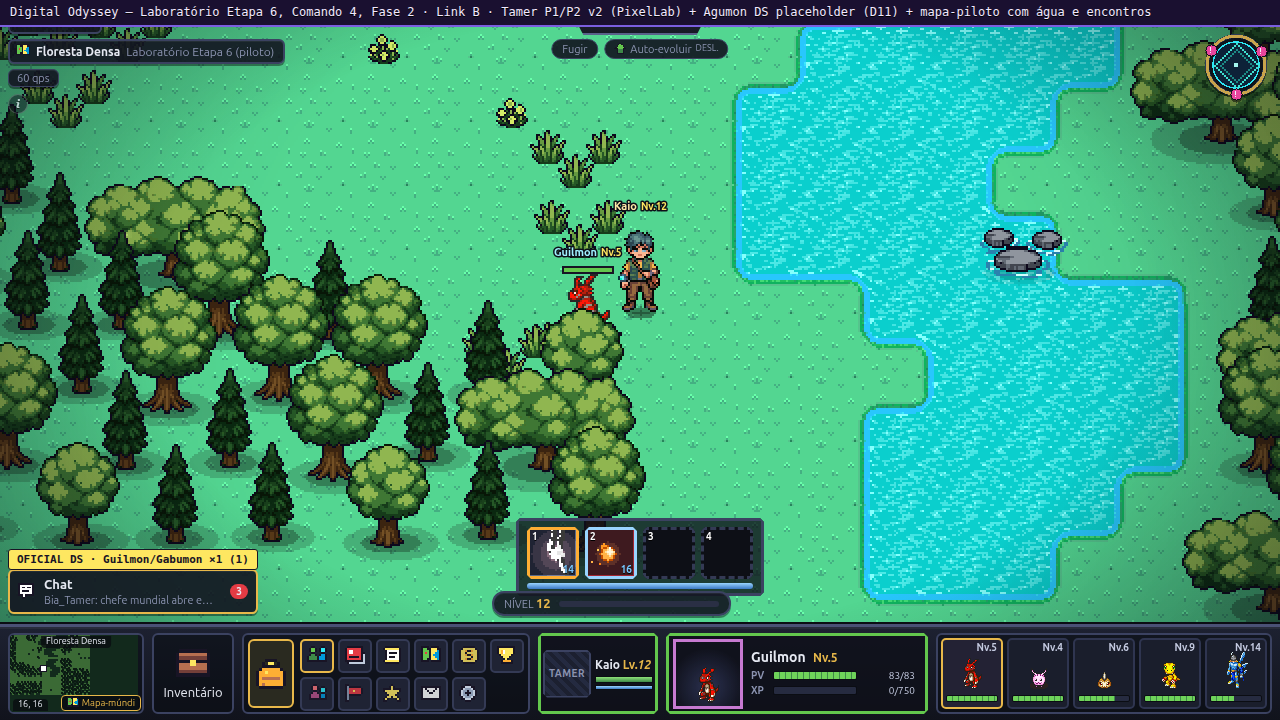 Digital Odyssey — Laboratório Etapa 6, Comando 4, Fase 2 · Link B · Tamer P1/P2 v2 (PixelLab) + Agumon DS placeholder (D11) + mapa-piloto com água e encontros
Floresta Densa Laboratório Etapa 6 (piloto)
Fugir
Auto-evoluir DESL.
60 qps
i
Kaio Nv.12
Guilmon Nv.5
1 14
2 16
3
4
NÍVEL 12
OFICIAL DS · Guilmon/Gabumon ×1 (1)
Chat
Bia_Tamer: chefe mundial abre e...
3
Floresta Densa
16, 16
Mapa-múndi
Inventário
TAMER
Kaio Lv.12
Guilmon Nv.5
PV 83/83
XP 0/750
Nv.5
Nv.4
Nv.6
Nv.9
Nv.14